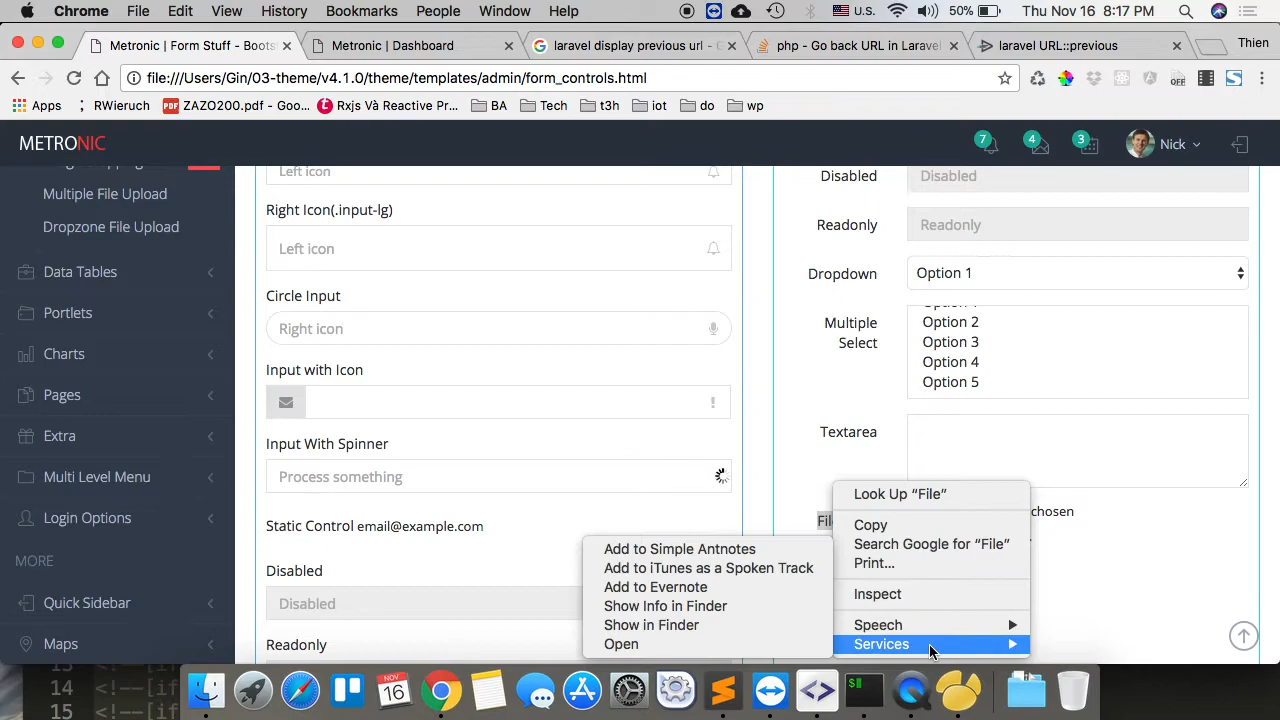 Chrome File Edit View History Bookmarks People Window Help U.S. 50% Thu Nov 16 8:17 PM
Metronic | Form Stuff - Boots Metronic | Dashboard laravel display previous url - G php - Go back URL in Laravel laravel URL::previous Thien
file:///Users/Gin/03-theme/v4.1.0/theme/templates/admin/form_controls.html OFF
Apps RWieruch ZAZO200.pdf - Goo... Rxjs Và Reactive Pr... BA Tech t3h iot do wp
METRONIC 7 4 3 Nick
Multiple File Upload
Dropzone File Upload
Data Tables
Portlets
Charts
Pages
Extra
Multi Level Menu
Login Options
MORE
Quick Sidebar
Maps
Left icon
Right Icon(.input-lg)
Left icon
Circle Input
Right icon
Input with Icon
Input With Spinner
Process something
Static Control email@example.com
Disabled
Disabled
Readonly
Disabled Disabled
Readonly Readonly
Dropdown Option 1
Multiple
Select
Option 2
Option 3
Option 4
Option 5
Textarea
chosen
Look Up “File”
Copy
Search Google for “File”
Print...
Inspect
Speech
Services
Add to Simple Antnotes
Add to iTunes as a Spoken Track
Add to Evernote
Show Info in Finder
Show in Finder
Open
14 <!--[if
15 <!--[if
NOV
16